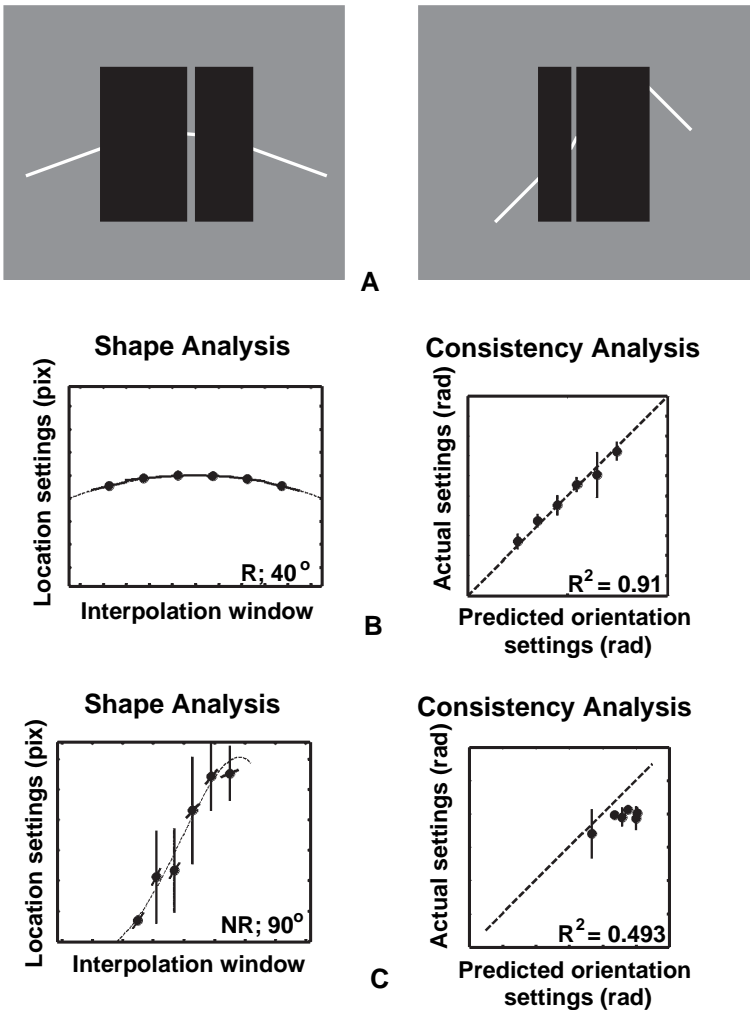 A
Shape Analysis
Location settings (pix)
R; 40°
Interpolation window
Consistency Analysis
Actual settings (rad)
R² = 0.91
Predicted orientation
settings (rad)
B
Shape Analysis
Location settings (pix)
NR; 90°
Interpolation window
Consistency Analysis
Actual settings (rad)
R² = 0.493
Predicted orientation
settings (rad)
C